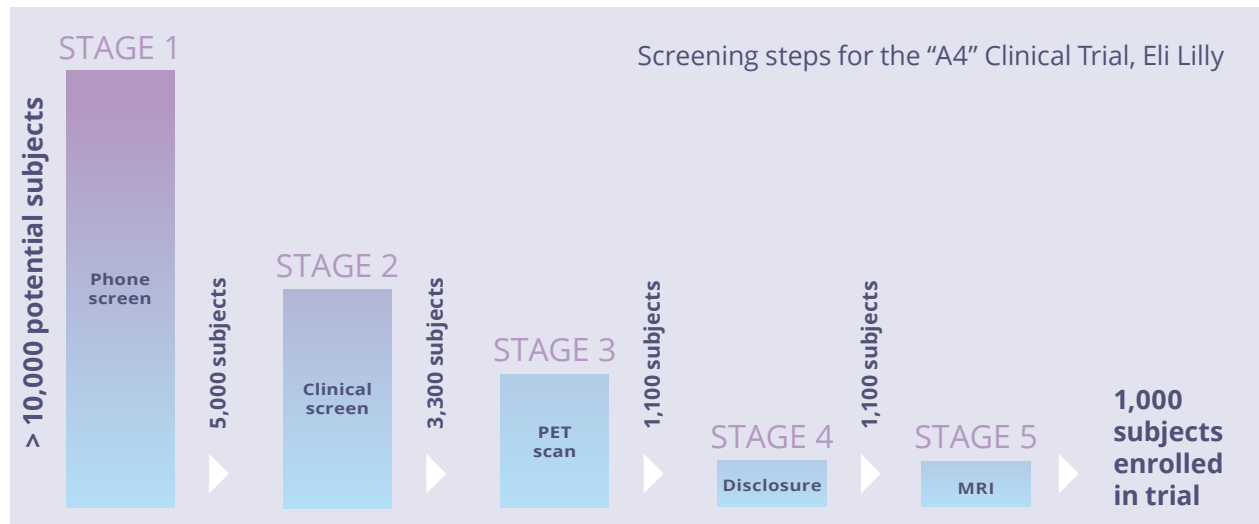 Screening steps for the “A4” Clinical Trial, Eli Lilly
> 10,000 potential subjects
STAGE 1
Phone
screen
5,000 subjects
STAGE 2
Clinical
screen
3,300 subjects
STAGE 3
PET
scan
1,100 subjects
STAGE 4
Disclosure
1,100 subjects
STAGE 5
MRI
1,000
subjects
enrolled
in trial